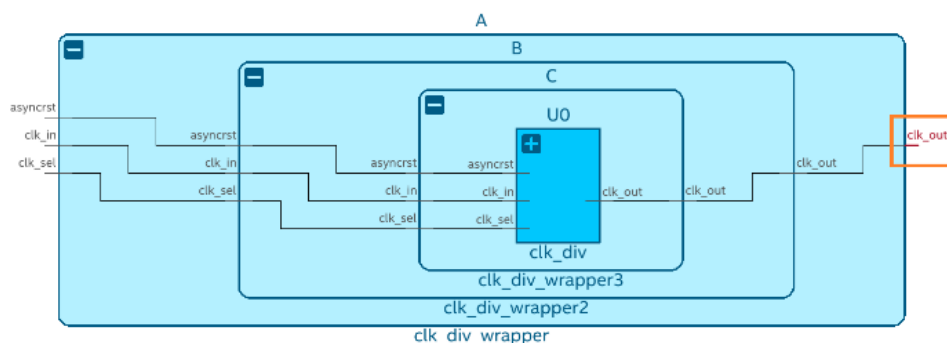 A
B
C
U0
asyncrst
clk_in
clk_sel
asyncrst
clk_in
clk_sel
asyncrst
clk_in
clk_sel
asyncrst
clk_in
clk_sel
clk_out
clk_out
clk_out
clk_out
clk_div
clk_div_wrapper3
clk_div_wrapper2
clk_div_wrapper